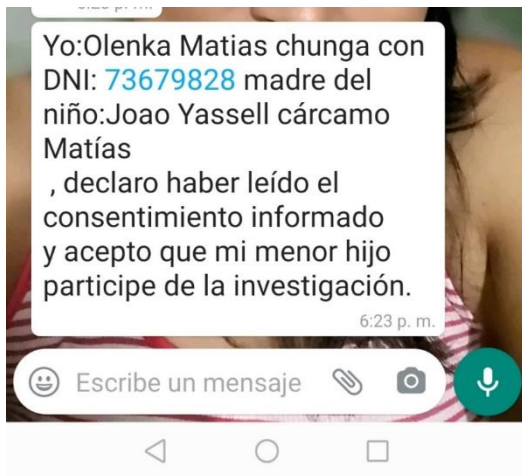 Yo:Olenka Matias chunga con
DNI: 73679828 madre del
niño:Joao Yassell cárcamo
Matías
, declaro haber leído el
consentimiento informado
y acepto que mi menor hijo
participe de la investigación.
6:23 p. m.
Escribe un mensaje